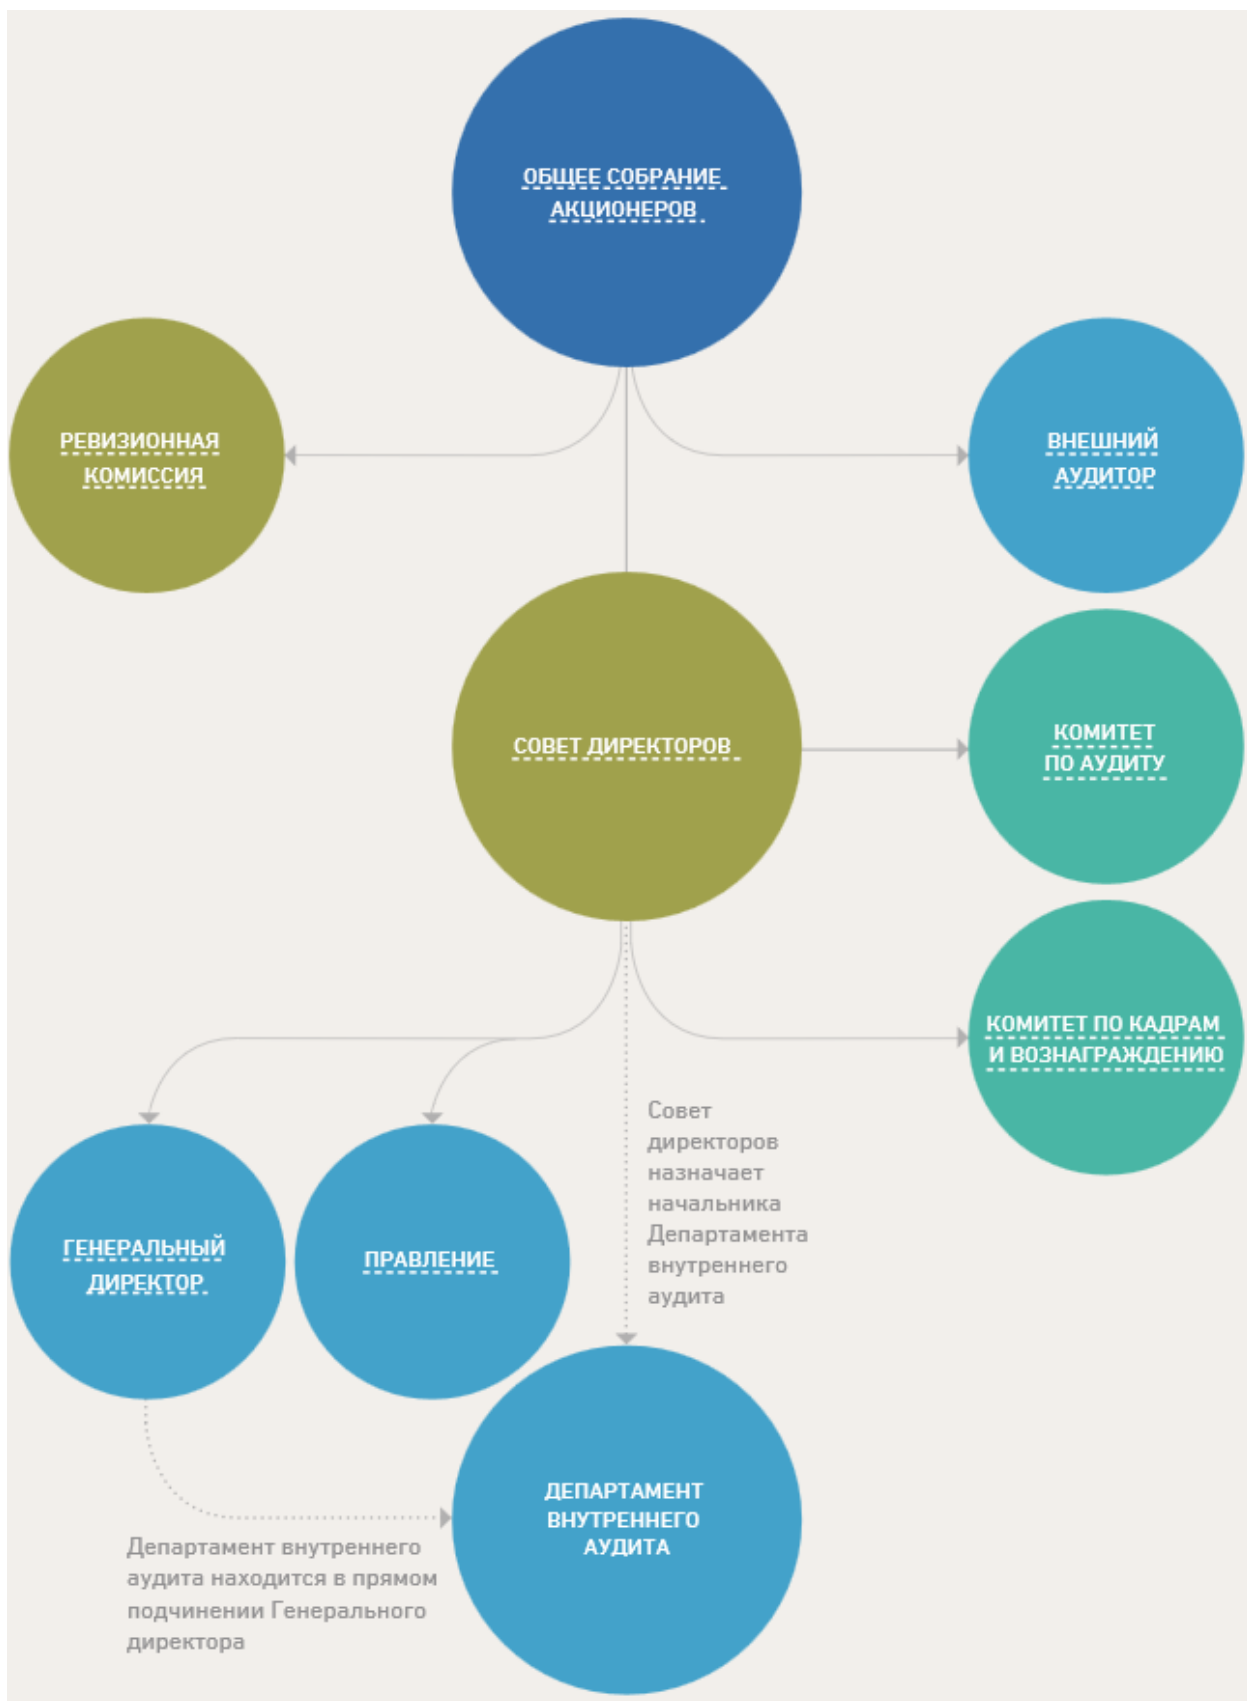 ОБЩЕЕ СОБРАНИЕ
АКЦИОНЕРОВ
РЕВИЗИОННАЯ
КОМИССИЯ
ВНЕШНИЙ
АУДИТОР
СОВЕТ ДИРЕКТОРОВ
КОМИТЕТ
ПО АУДИТУ
КОМИТЕТ ПО КАДРАМ
И ВОЗНАГРАЖДЕНИЮ
Совет
директоров
назначает
начальника
Департамента
внутреннего
аудита
ГЕНЕРАЛЬНЫЙ
ДИРЕКТОР
ПРАВЛЕНИЕ
ДЕПАРТАМЕНТ
ВНУТРЕННЕГО
АУДИТА
Департамент внутреннего
аудита находится в прямом
подчинении Генерального
директора